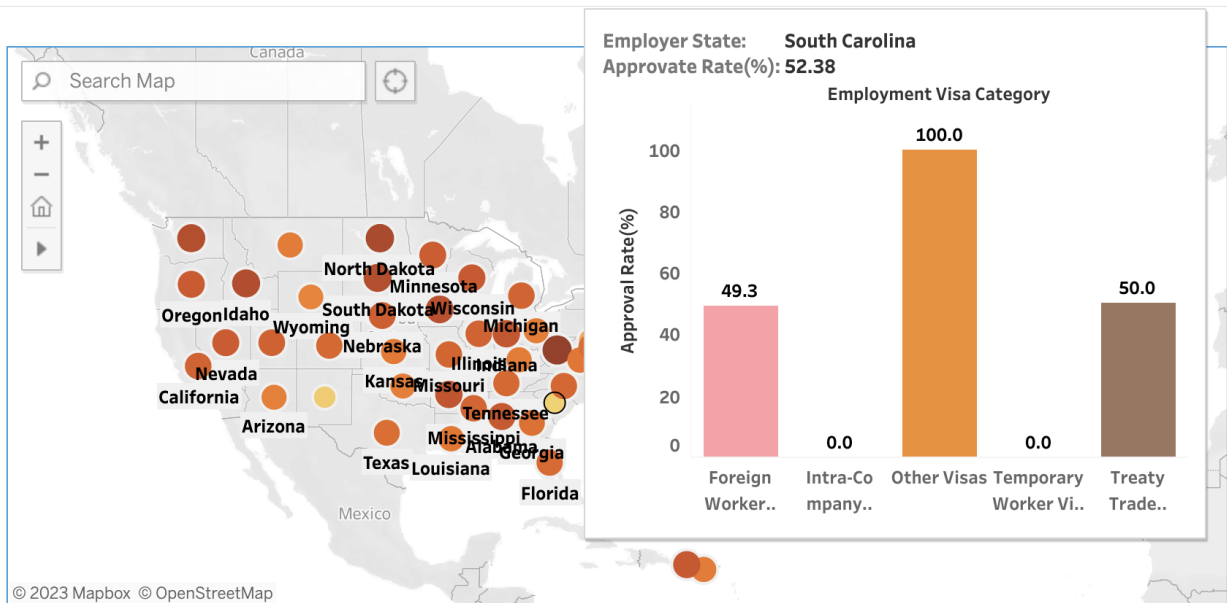 Canada
Search Map
+
−
North Dakota
Minnesota
Oregon
Idaho
South Dakota
Wisconsin
Wyoming
Michigan
Nebraska
Illinois
Indiana
Nevada
Kansas
Missouri
California
Tennessee
Arizona
Mississippi
Alabama
Georgia
Texas
Louisiana
Florida
Mexico
© 2023 Mapbox © OpenStreetMap
Employer State: South Carolina
Approvate Rate(%): 52.38
Employment Visa Category
Approval Rate(%)
100
80
60
40
20
0
49.3
0.0
100.0
0.0
50.0
Foreign
Worker..
Intra-Co
mpany..
Other Visas
Temporary
Worker Vi..
Treaty
Trade..